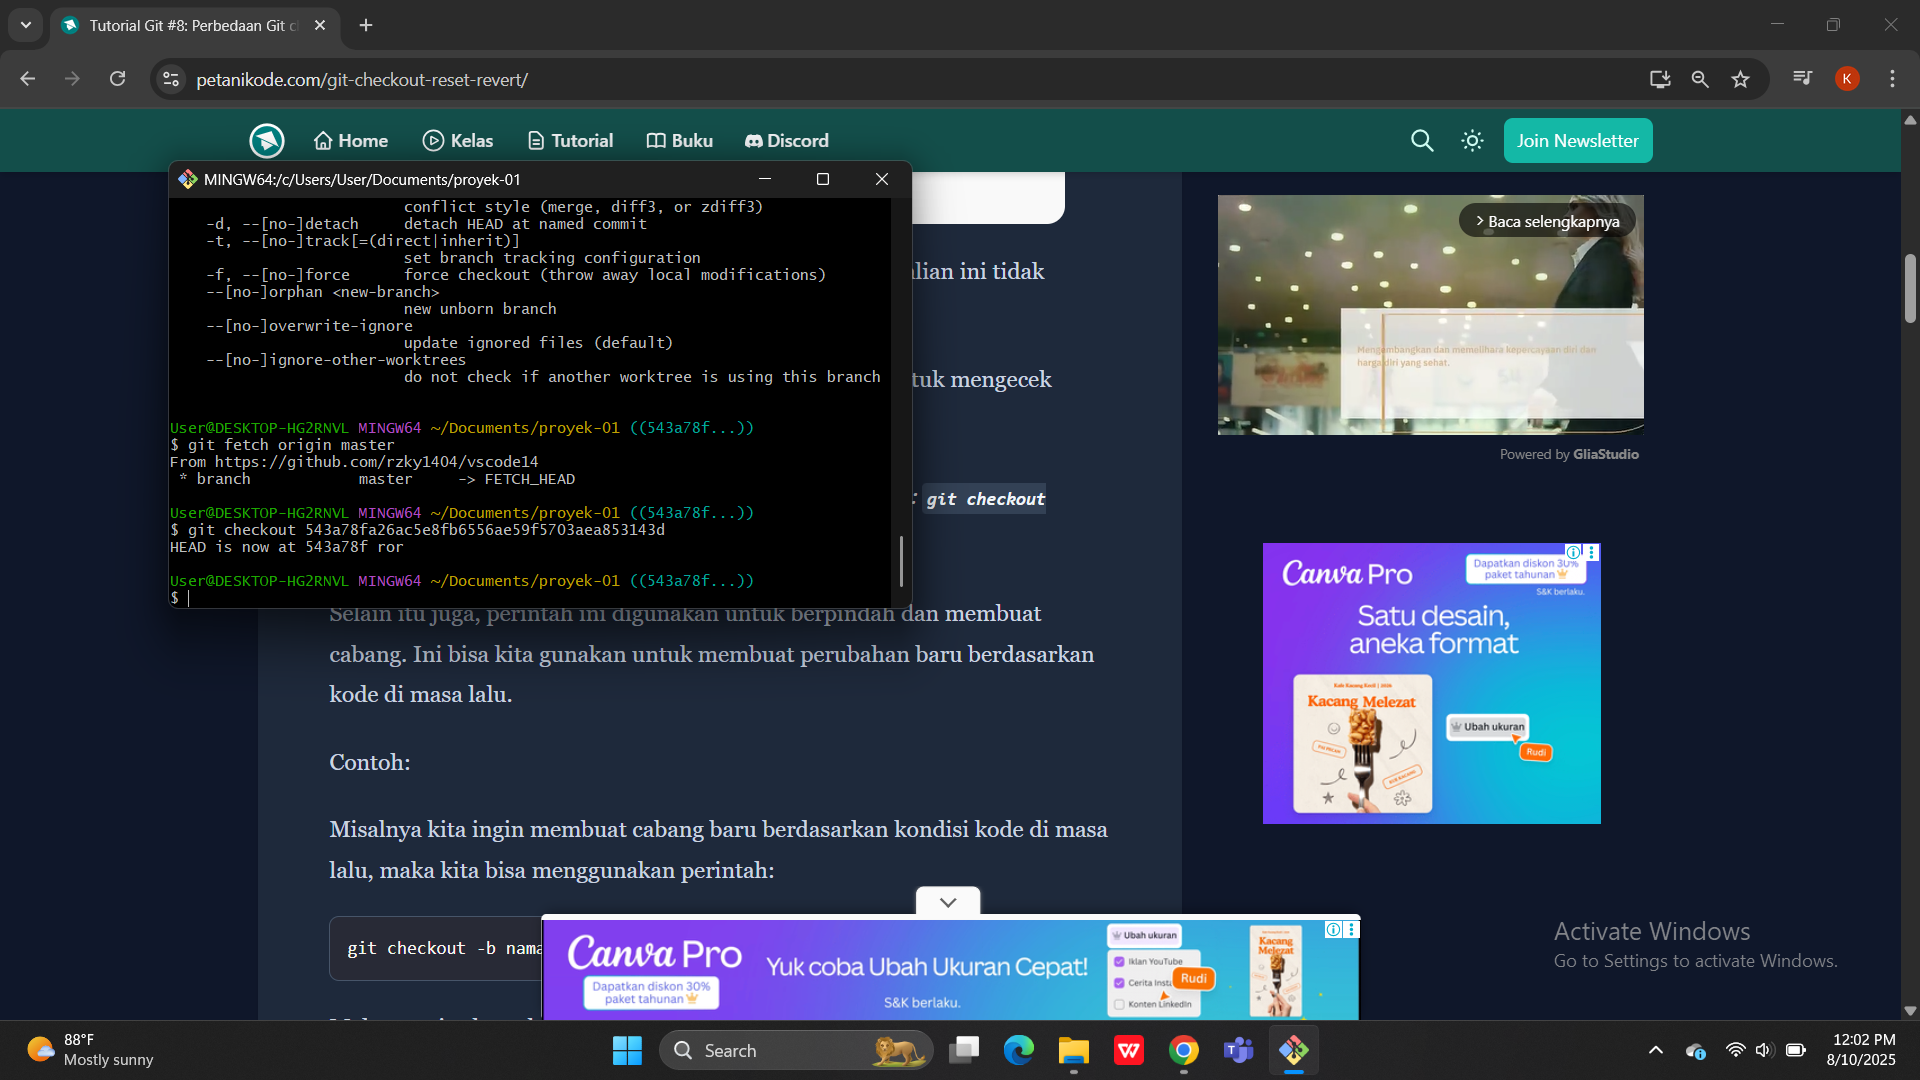 Tutorial Git #8: Perbedaan Git c
petanikode.com/git-checkout-reset-revert/
K
Home
Kelas
Tutorial
Buku
Discord
Join Newsletter
MINGW64:/c/Users/User/Documents/proyek-01
conflict style (merge, diff3, or zdiff3)
-d, --[no-]detach detach HEAD at named commit
-t, --[no-]track[=(direct|inherit)]
set branch tracking configuration
-f, --[no-]force force checkout (throw away local modifications)
--[no-]orphan <new-branch>
new unborn branch
--[no-]overwrite-ignore
update ignored files (default)
--[no-]ignore-other-worktrees
do not check if another worktree is using this branch
User@DESKTOP-HG2RNVL MINGW64 ~/Documents/proyek-01 ((543a78f...))
$ git fetch origin master
From https://github.com/rzky1404/vscode14
* branch master -> FETCH_HEAD
User@DESKTOP-HG2RNVL MINGW64 ~/Documents/proyek-01 ((543a78f...))
$ git checkout 543a78fa26ac5e8fb6556ae59f5703aea853143d
HEAD is now at 543a78f ror
User@DESKTOP-HG2RNVL MINGW64 ~/Documents/proyek-01 ((543a78f...))
$
lian ini tidak
tuk mengecek
: git checkout
Selain itu juga, perintah ini digunakan untuk berpindah dan membuat
cabang. Ini bisa kita gunakan untuk membuat perubahan baru berdasarkan
kode di masa lalu.
Contoh:
Misalnya kita ingin membuat cabang baru berdasarkan kondisi kode di masa
lalu, maka kita bisa menggunakan perintah:
git checkout -b nama
> Baca selengkapnya
Mengembangkan dan memelihara kepercayaan diri dan
harga diri yang sehat.
Powered by GliaStudio
Canva Pro
Dapatkan diskon 30%
paket tahunan
S&K berlaku.
Satu desain,
aneka format
Kacang Melezat
Ubah ukuran
Rudi
Canva Pro
Dapatkan diskon 30%
paket tahunan
Yuk coba Ubah Ukuran Cepat!
S&K berlaku.
Ubah ukuran
Iklan YouTube
Cerita Insta
Konten LinkedIn
Rudi
Kacang
Melezat
Activate Windows
Go to Settings to activate Windows.
88°F
Mostly sunny
Search
12:02 PM
8/10/2025